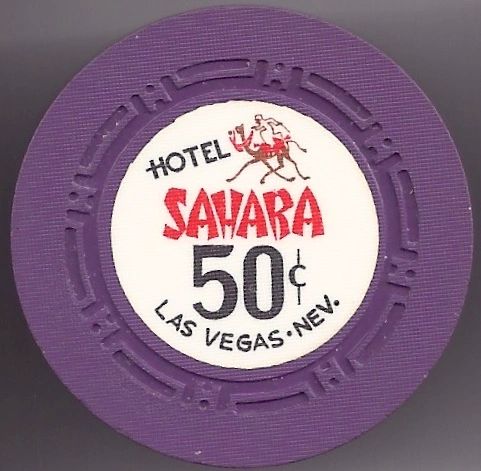 HOTEL
SAHARA
50¢
LAS VEGAS • NEV.